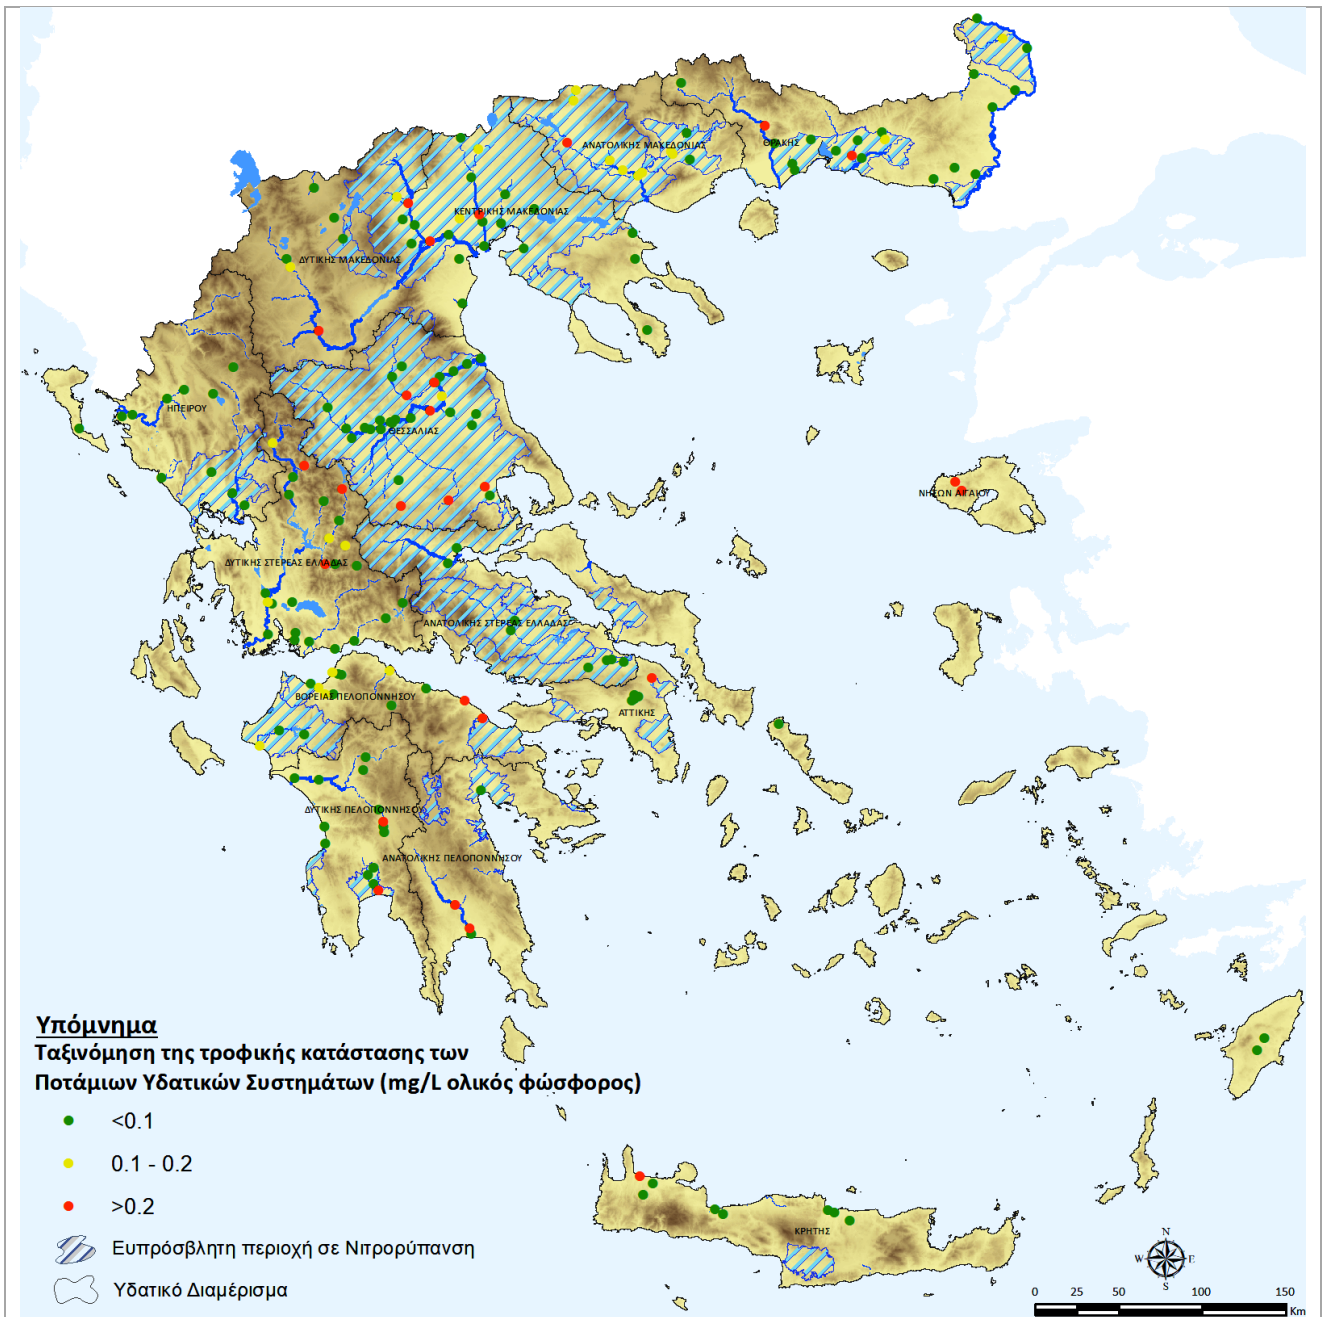 ΑΝΑΤΟΛΙΚΗΣ ΜΑΚΕΔΟΝΙΑΣ
ΘΡΑΚΗΣ
ΚΕΝΤΡΙΚΗΣ ΜΑΚΕΔΟΝΙΑΣ
ΔΥΤΙΚΗΣ ΜΑΚΕΔΟΝΙΑΣ
ΗΠΕΙΡΟΥ
ΘΕΣΣΑΛΙΑΣ
ΝΗΣΩΝ ΑΙΓΑΙΟΥ
ΔΥΤΙΚΗΣ ΣΤΕΡΕΑΣ ΕΛΛΑΔΑΣ
ΑΝΑΤΟΛΙΚΗΣ ΣΤΕΡΕΑΣ ΕΛΛΑΔΑΣ
ΒΟΡΕΙΑΣ ΠΕΛΟΠΟΝΝΗΣΟΥ
ΑΤΤΙΚΗΣ
ΔΥΤΙΚΗΣ ΠΕΛΟΠΟΝΝΗΣΟΥ
ΑΝΑΤΟΛΙΚΗΣ ΠΕΛΟΠΟΝΝΗΣΟΥ
Υπόμνημα
Ταξινόμηση της τροφικής κατάστασης των
Ποτάμιων Υδατικών Συστημάτων (mg/L ολικός φώσφορος)
<0.1
0.1 - 0.2
>0.2
Ευπρόσβλητη περιοχή σε Νιτρορύπανση
Υδατικό Διαμέρισμα
ΚΡΗΤΗΣ
N
W E
S
0 25 50 100 150
Km